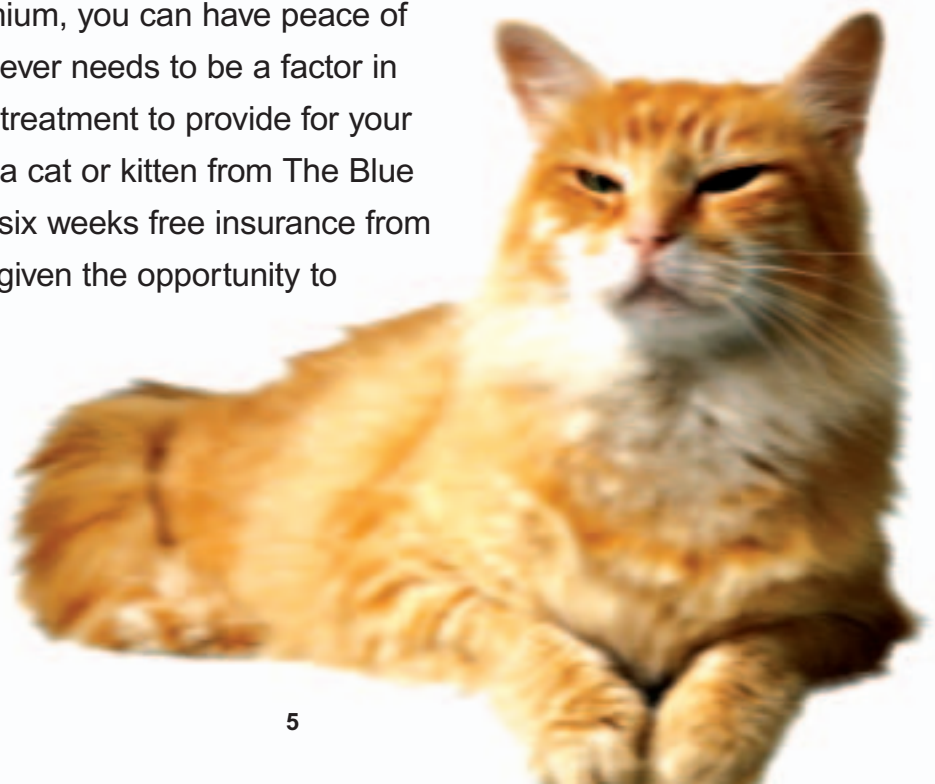 nium, you can have peace of
ever needs to be a factor in
treatment to provide for your
a cat or kitten from The Blue
six weeks free insurance from
given the opportunity to
5